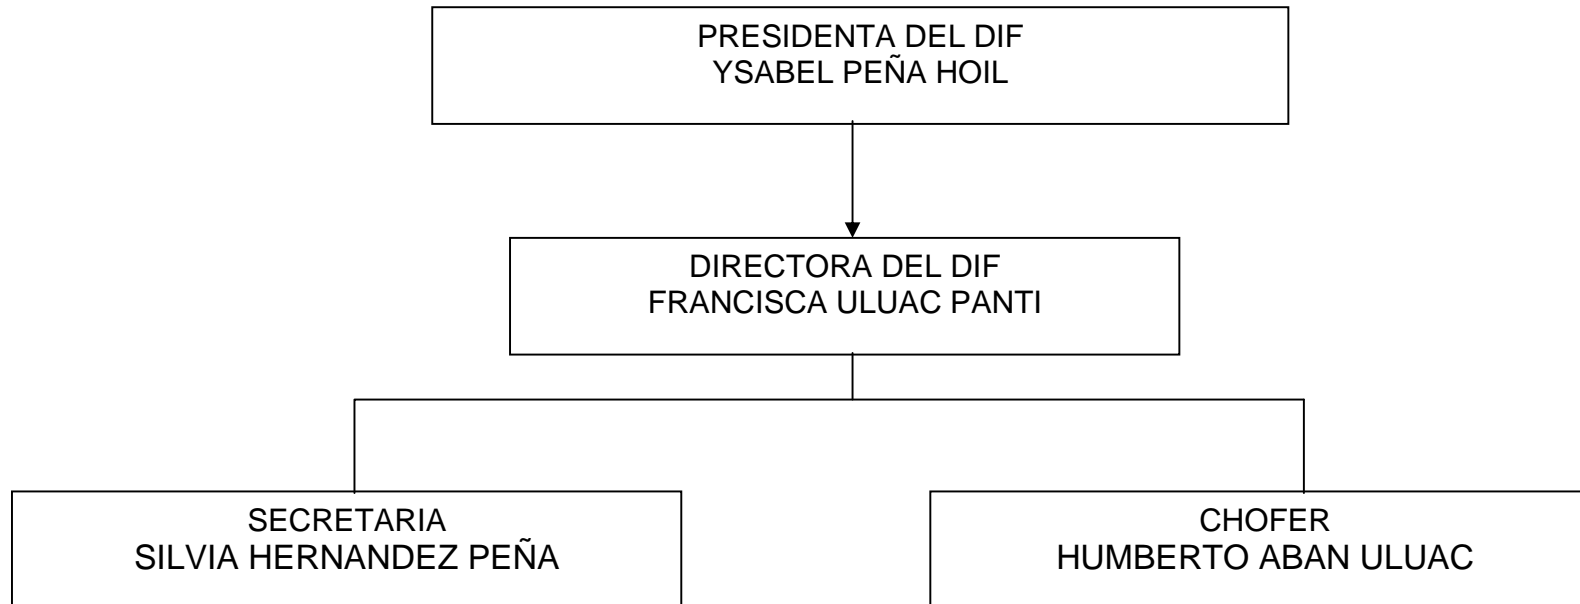 PRESIDENTA DEL DIF
YSABEL PEÑA HOIL
DIRECTORA DEL DIF
FRANCISCA ULUAC PANTI
SECRETARIA
SILVIA HERNANDEZ PEÑA
CHOFER
HUMBERTO ABAN ULUAC